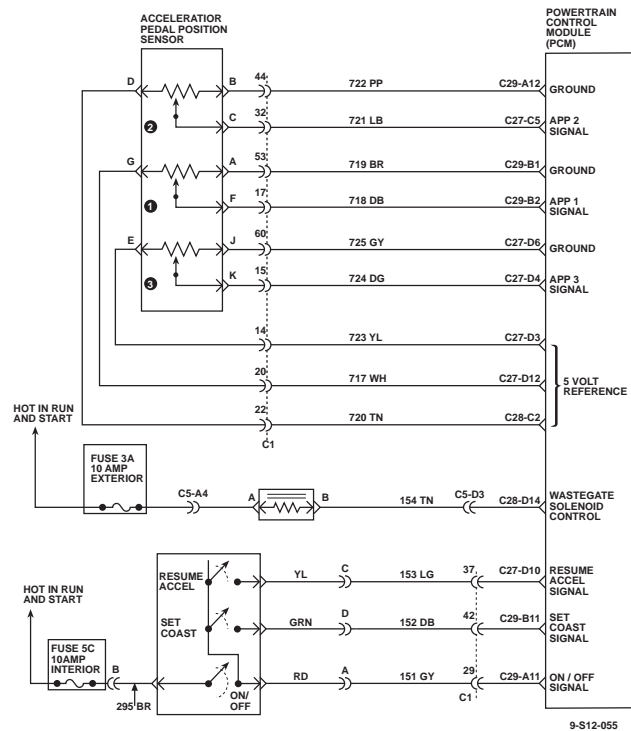 ACCELERATIOR
PEDAL POSITION
SENSOR
POWERTRAIN
CONTROL
MODULE
(PCM)
D
B
44
722 PP
C29-A12
GROUND
C
32
721 LB
C27-C5
APP 2
SIGNAL
2
G
A
53
719 BR
C29-B1
GROUND
F
17
718 DB
C29-B2
APP 1
SIGNAL
1
E
J
60
725 GY
C27-D6
GROUND
K
15
724 DG
C27-D4
APP 3
SIGNAL
3
14
723 YL
C27-D3
20
717 WH
C27-D12
5 VOLT
REFERENCE
22
720 TN
C28-C2
C1
HOT IN RUN
AND START
FUSE 3A
10 AMP
EXTERIOR
C5-A4
A
B
154 TN
C5-D3
C28-D14
WASTEGATE
SOLENOID
CONTROL
RESUME
ACCEL
YL
C
153 LG
37
C27-D10
RESUME
ACCEL
SIGNAL
HOT IN RUN
AND START
SET
COAST
GRN
D
152 DB
42
C29-B11
SET
COAST
SIGNAL
FUSE 5C
10AMP
INTERIOR
B
295 BR
ON/
OFF
RD
A
151 GY
29
C1
C29-A11
ON / OFF
SIGNAL
9-S12-055